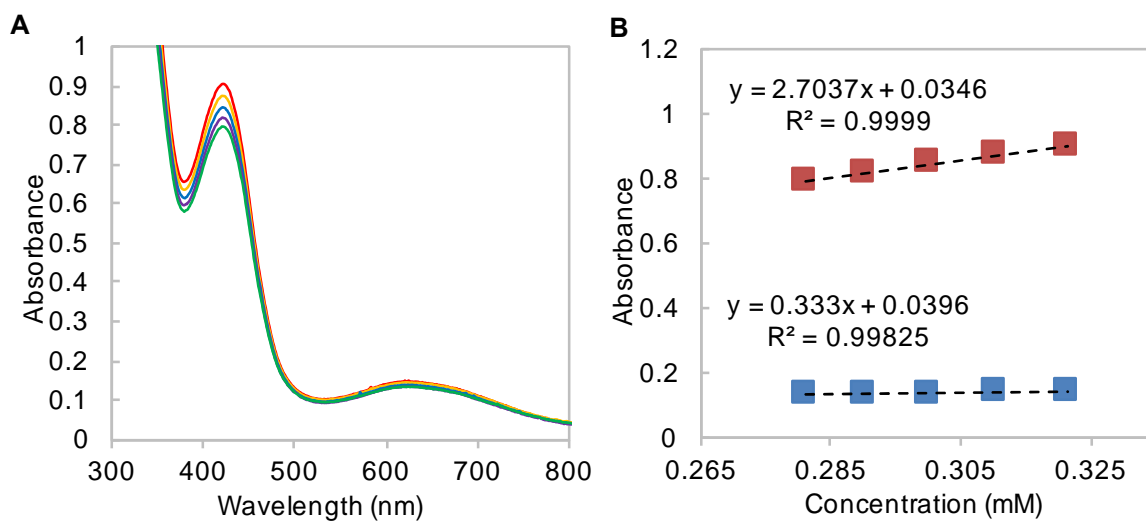 A
1
0.9
0.8
0.7
0.6
0.5
0.4
0.3
0.2
0.1
0
Absorbance
300 400 500 600 700 800
Wavelength (nm)
B
1.2
1
0.8
0.6
0.4
0.2
0
Absorbance
y = 2.7037x + 0.0346
R² = 0.9999
y = 0.333x + 0.0396
R² = 0.99825
0.265 0.285 0.305 0.325
Concentration (mM)